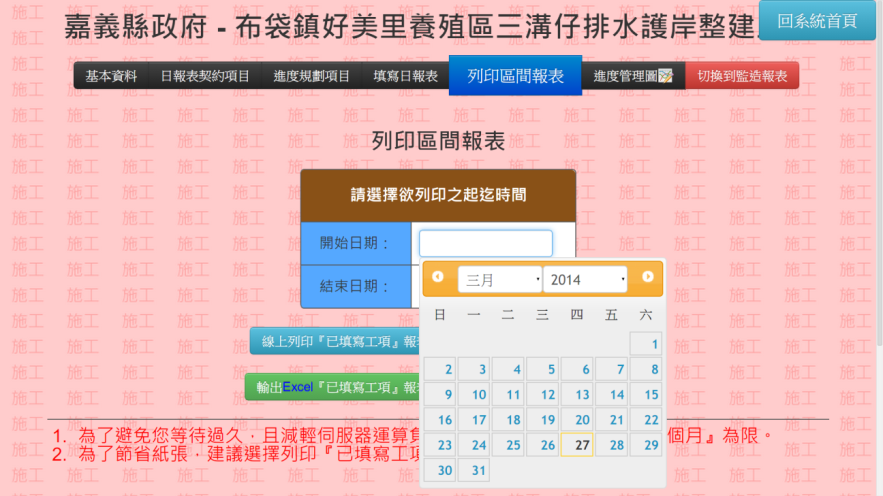 嘉義縣政府 - 布袋鎮好美里養殖區三溝仔排水護岸整建
回系統首頁
基本資料 日報表契約項目 進度規劃項目 填寫日報表 列印區間報表 進度管理圖 切換到監造報表
列印區間報表
請選擇欲列印之起迄時間
開始日期：
結束日期：
三月 2014
日 一 二 三 四 五 六
1
2 3 4 5 6 7 8
9 10 11 12 13 14 15
16 17 18 19 20 21 22
23 24 25 26 27 28 29
30 31
線上列印『已填寫工項』報
輸出Excel『已填寫工項』報
1. 為了避免您等待過久，且減輕伺服器運算 個月』為限。
2. 為了節省紙張，建議選擇列印『已填寫工項
施工